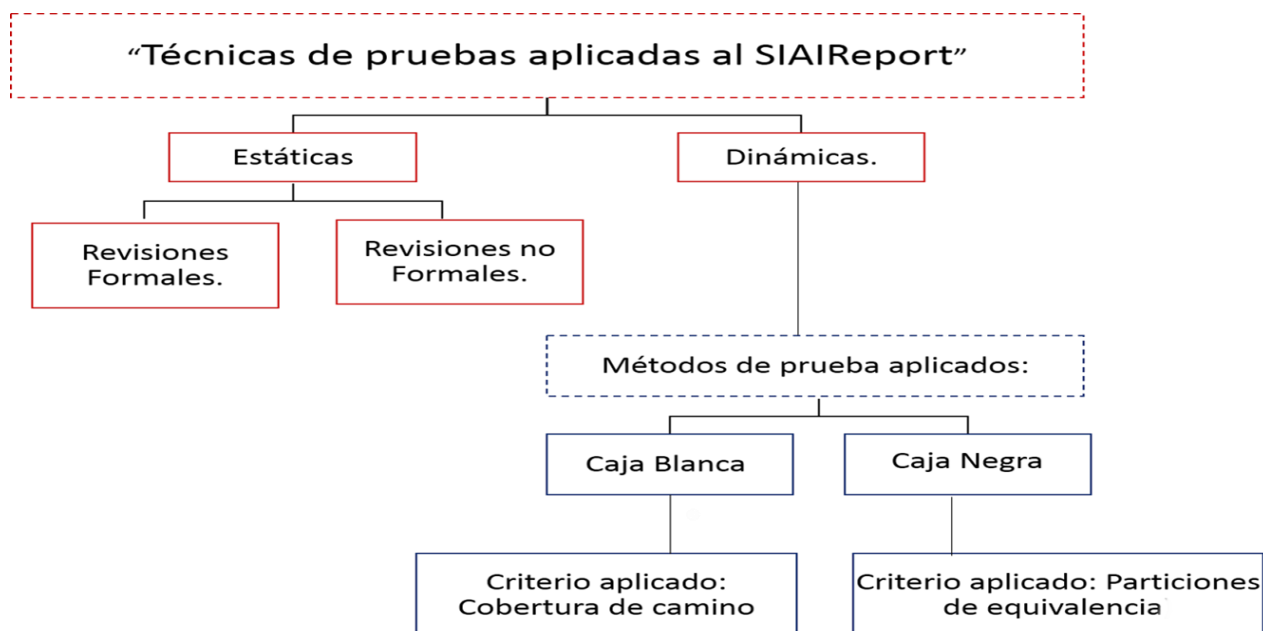 “Técnicas de pruebas aplicadas al SIAIReport”
Estáticas
Dinámicas.
Revisiones
Formales.
Revisiones no
Formales.
Métodos de prueba aplicados:
Caja Blanca
Caja Negra
Criterio aplicado:
Cobertura de camino
Criterio aplicado: Particiones
de equivalencia